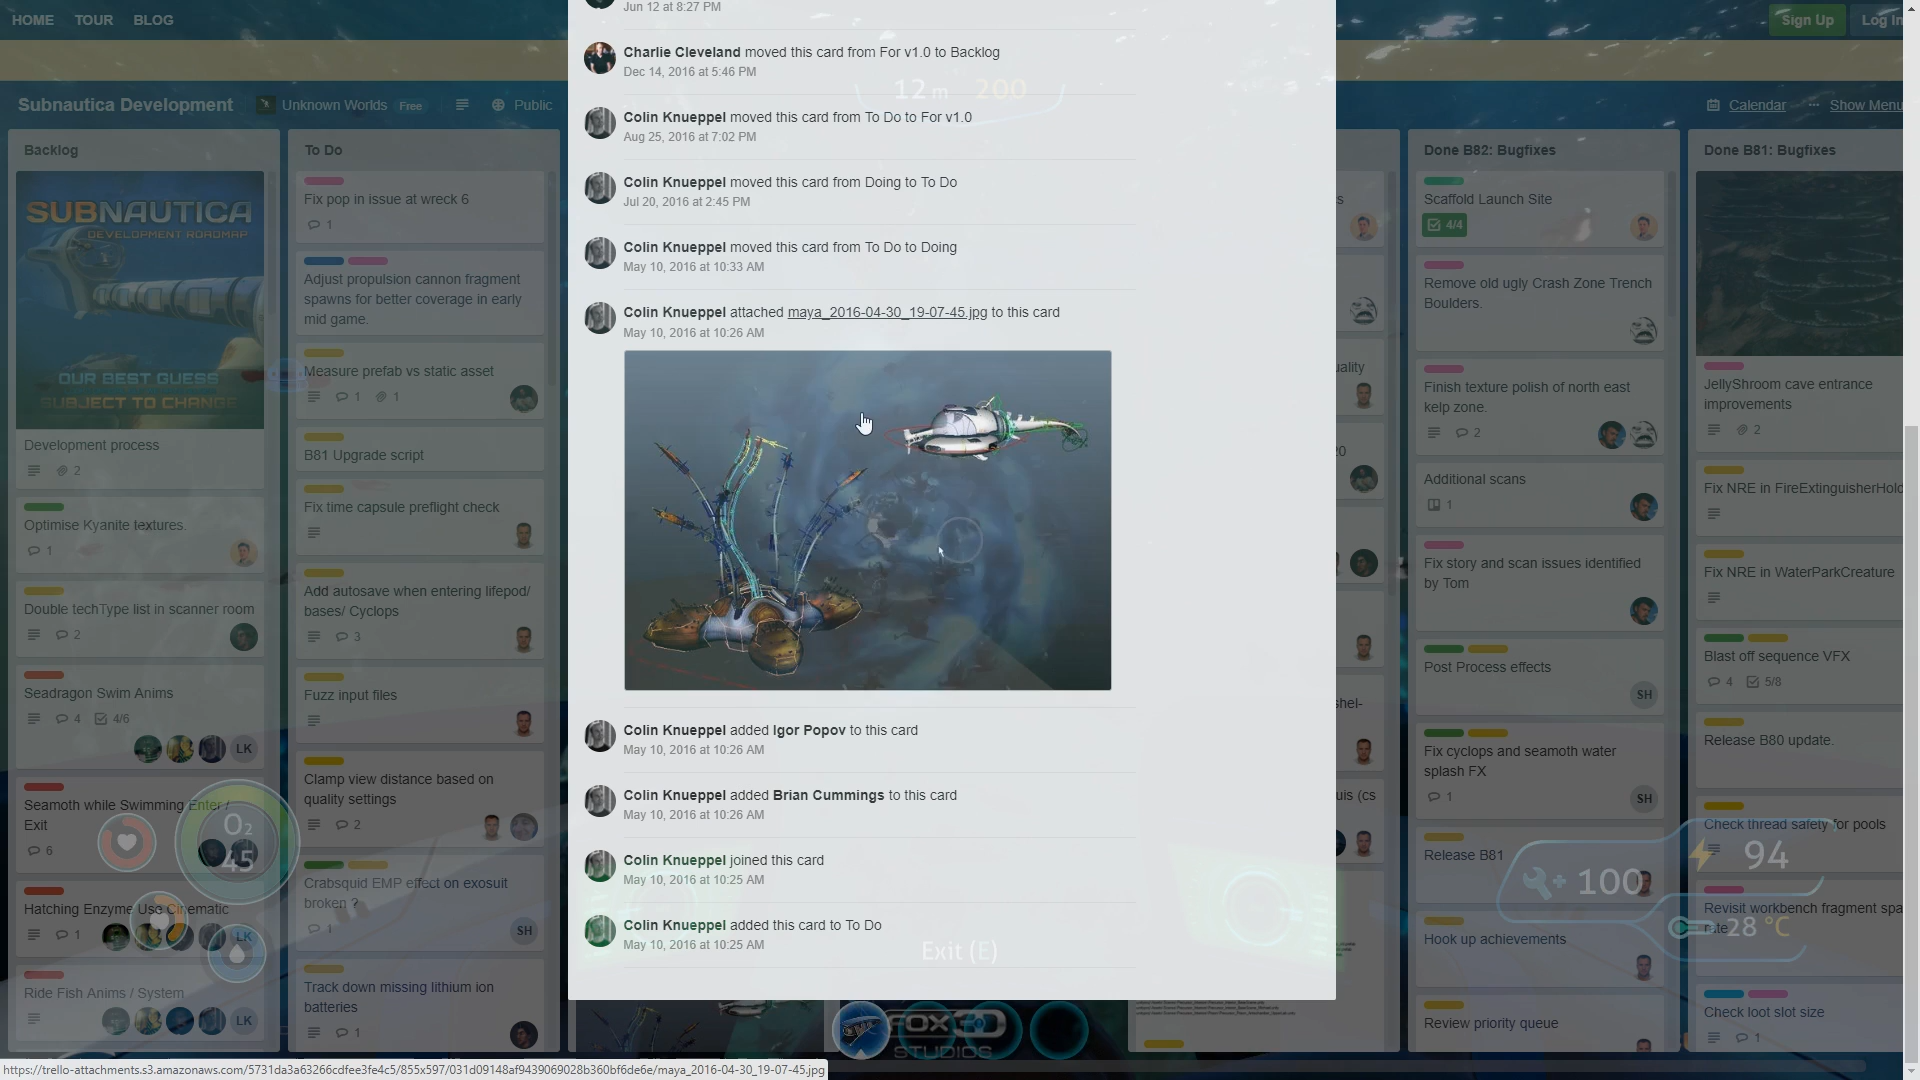 HOME TOUR BLOG
Sign Up Log In
Subnautica Development Unknown Worlds Free Public
Calendar Show Menu
Backlog
SUBNAUTICA
DEVELOPMENT ROADMAP
OUR BEST GUESS
SUBJECT TO CHANGE
Development process
2
Optimise Kyanite textures.
1
Double techType list in scanner room
2
Seadragon Swim Anims
4 4/6
LK
Seamoth while Swimming Enter /
Exit
6
Hatching Enzyme Use Cinematic
1
LK
Ride Fish Anims / System
LK
O2
45
To Do
Fix pop in issue at wreck 6
1
Adjust propulsion cannon fragment
spawns for better coverage in early
mid game.
Measure prefab vs static asset
1 1
B81 Upgrade script
Fix time capsule preflight check
Add autosave when entering lifepod/
bases/ Cyclops
3
Fuzz input files
Clamp view distance based on
quality settings
2
Crabsquid EMP effect on exosuit
broken ?
1
SH
Track down missing lithium ion
batteries
1
Jun 12 at 8:27 PM
Charlie Cleveland moved this card from For v1.0 to Backlog
Dec 14, 2016 at 5:46 PM
12 m 200
Colin Knueppel moved this card from To Do to For v1.0
Aug 25, 2016 at 7:02 PM
Colin Knueppel moved this card from Doing to To Do
Jul 20, 2016 at 2:45 PM
Colin Knueppel moved this card from To Do to Doing
May 10, 2016 at 10:33 AM
Colin Knueppel attached maya_2016-04-30_19-07-45.jpg to this card
May 10, 2016 at 10:26 AM
Colin Knueppel added Igor Popov to this card
May 10, 2016 at 10:26 AM
Colin Knueppel added Brian Cummings to this card
May 10, 2016 at 10:26 AM
Colin Knueppel joined this card
May 10, 2016 at 10:25 AM
Colin Knueppel added this card to To Do
May 10, 2016 at 10:25 AM
Exit (E)
FOX3D
STUDIOS
Done B82: Bugfixes
Scaffold Launch Site
4/4
Remove old ugly Crash Zone Trench
Boulders.
Finish texture polish of north east
kelp zone.
2
Additional scans
1
Fix story and scan issues identified
by Tom
Post Process effects
SH
Fix cyclops and seamoth water
splash FX
1
SH
Release B81
Hook up achievements
Review priority queue
Done B81: Bugfixes
JellyShroom cave entrance
improvements
2
Fix NRE in FireExtinguisherHold
Fix NRE in WaterParkCreature
Blast off sequence VFX
4 5/8
Release B80 update.
Check thread safety for pools
94
100
Revisit workbench fragment spa
rate
28 °C
Check loot slot size
1
https://trello-attachments.s3.amazonaws.com/5731da3a63266cdfee3fe4c5/855x597/031d09148af9439069028b360bf6de6e/maya_2016-04-30_19-07-45.jpg